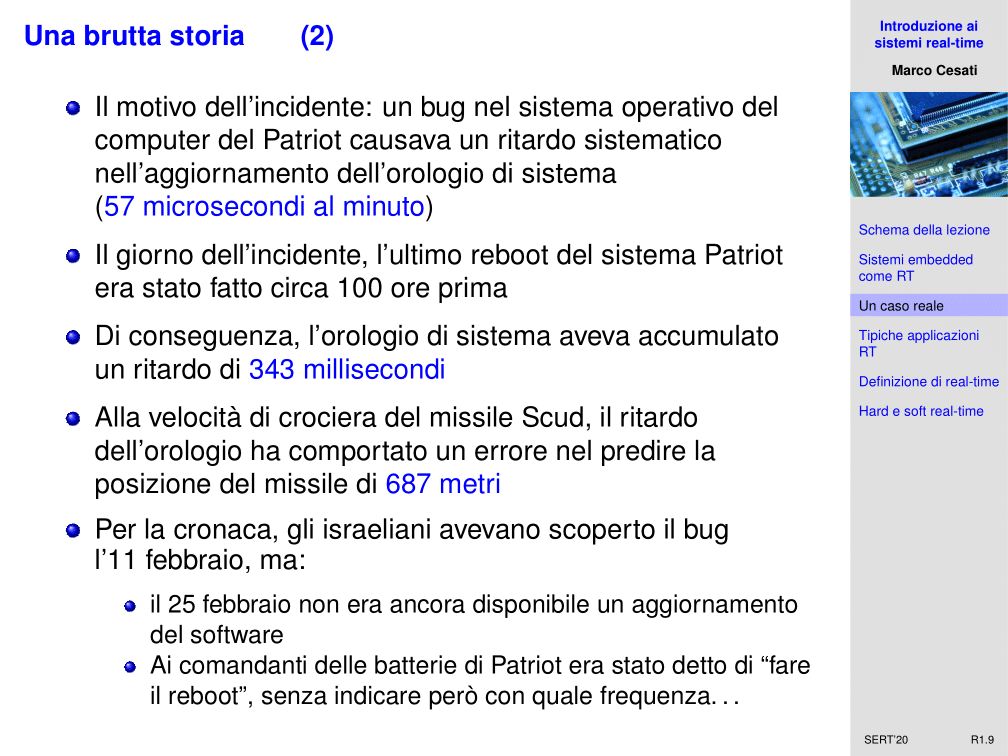 Una brutta storia (2)
Il motivo dell'incidente: un bug nel sistema operativo del
computer del Patriot causava un ritardo sistematico
nell'aggiornamento dell'orologio di sistema
(57 microsecondi al minuto)
Il giorno dell'incidente, l'ultimo reboot del sistema Patriot
era stato fatto circa 100 ore prima
Di conseguenza, l'orologio di sistema aveva accumulato
un ritardo di 343 millisecondi
Alla velocità di crociera del missile Scud, il ritardo
dell'orologio ha comportato un errore nel predire la
posizione del missile di 687 metri
Per la cronaca, gli israeliani avevano scoperto il bug
l'11 febbraio, ma:
il 25 febbraio non era ancora disponibile un aggiornamento
del software
Ai comandanti delle batterie di Patriot era stato detto di “fare
il reboot”, senza indicare però con quale frequenza...
Introduzione ai
sistemi real-time
Marco Cesati
R47 R46
Schema della lezione
Sistemi embedded
come RT
Un caso reale
Tipiche applicazioni
RT
Definizione di real-time
Hard e soft real-time
SERT'20 R1.9